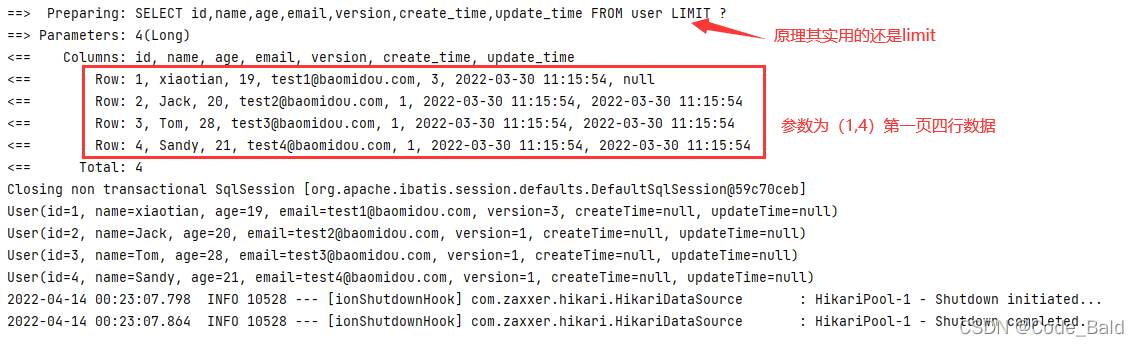 ==>  Preparing: SELECT id,name,age,email,version,create_time,update_time FROM user LIMIT ?
原理其实用的还是limit
==> Parameters: 4(Long)
<==    Columns: id, name, age, email, version, create_time, update_time
<==        Row: 1, xiaotian, 19, test1@baomidou.com, 3, 2022-03-30 11:15:54, null
<==        Row: 2, Jack, 20, test2@baomidou.com, 1, 2022-03-30 11:15:54, 2022-03-30 11:15:54
<==        Row: 3, Tom, 28, test3@baomidou.com, 1, 2022-03-30 11:15:54, 2022-03-30 11:15:54
参数为（1,4）第一页四行数据
<==        Row: 4, Sandy, 21, test4@baomidou.com, 1, 2022-03-30 11:15:54, 2022-03-30 11:15:54
<==      Total: 4
Closing non transactional SqlSession [org.apache.ibatis.session.defaults.DefaultSqlSession@59c70ceb]
User(id=1, name=xiaotian, age=19, email=test1@baomidou.com, version=3, createTime=null, updateTime=null)
User(id=2, name=Jack, age=20, email=test2@baomidou.com, version=1, createTime=null, updateTime=null)
User(id=3, name=Tom, age=28, email=test3@baomidou.com, version=1, createTime=null, updateTime=null)
User(id=4, name=Sandy, age=21, email=test4@baomidou.com, version=1, createTime=null, updateTime=null)
2022-04-14 00:23:07.798  INFO 10528 --- [ionShutdownHook] com.zaxxer.hikari.HikariDataSource       : HikariPool-1 - Shutdown initiated...
2022-04-14 00:23:07.864  INFO 10528 --- [ionShutdownHook] com.zaxxer.hikari.HikariDataSource       : HikariPool-1 - Shutdown completed.
CSDN @Code_Bald